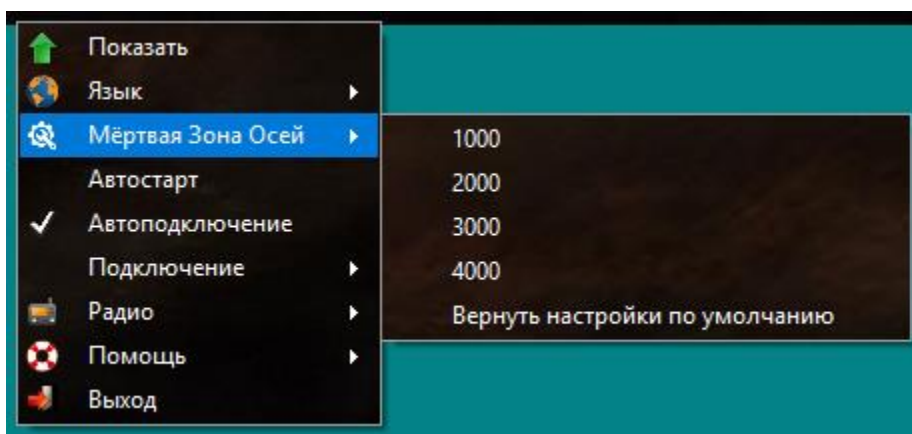 Показать
Язык
Мёртвая Зона Осей
Автостарт
Автоподключение
Подключение
Радио
Помощь
Выход
1000
2000
3000
4000
Вернуть настройки по умолчанию